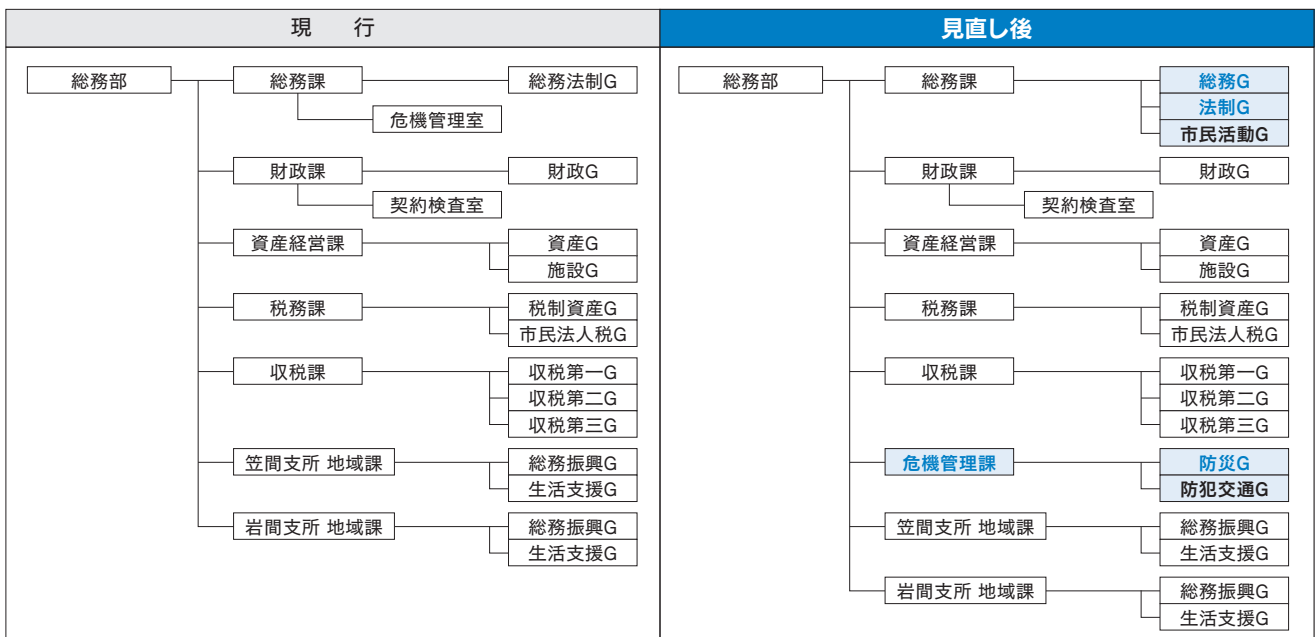 現 行
総務部 総務課 総務法制G
危機管理室
財政課 財政G
契約検査室
資産経営課 資産G
施設G
税務課 税制資産G
市民法人税G
収税課 収税第一G
収税第二G
収税第三G
笠間支所 地域課 総務振興G
生活支援G
岩間支所 地域課 総務振興G
生活支援G
見直し後
総務部 総務課 総務G
法制G
市民活動G
財政課 財政G
契約検査室
資産経営課 資産G
施設G
税務課 税制資産G
市民法人税G
収税課 収税第一G
収税第二G
収税第三G
危機管理課 防災G
防犯交通G
笠間支所 地域課 総務振興G
生活支援G
岩間支所 地域課 総務振興G
生活支援G